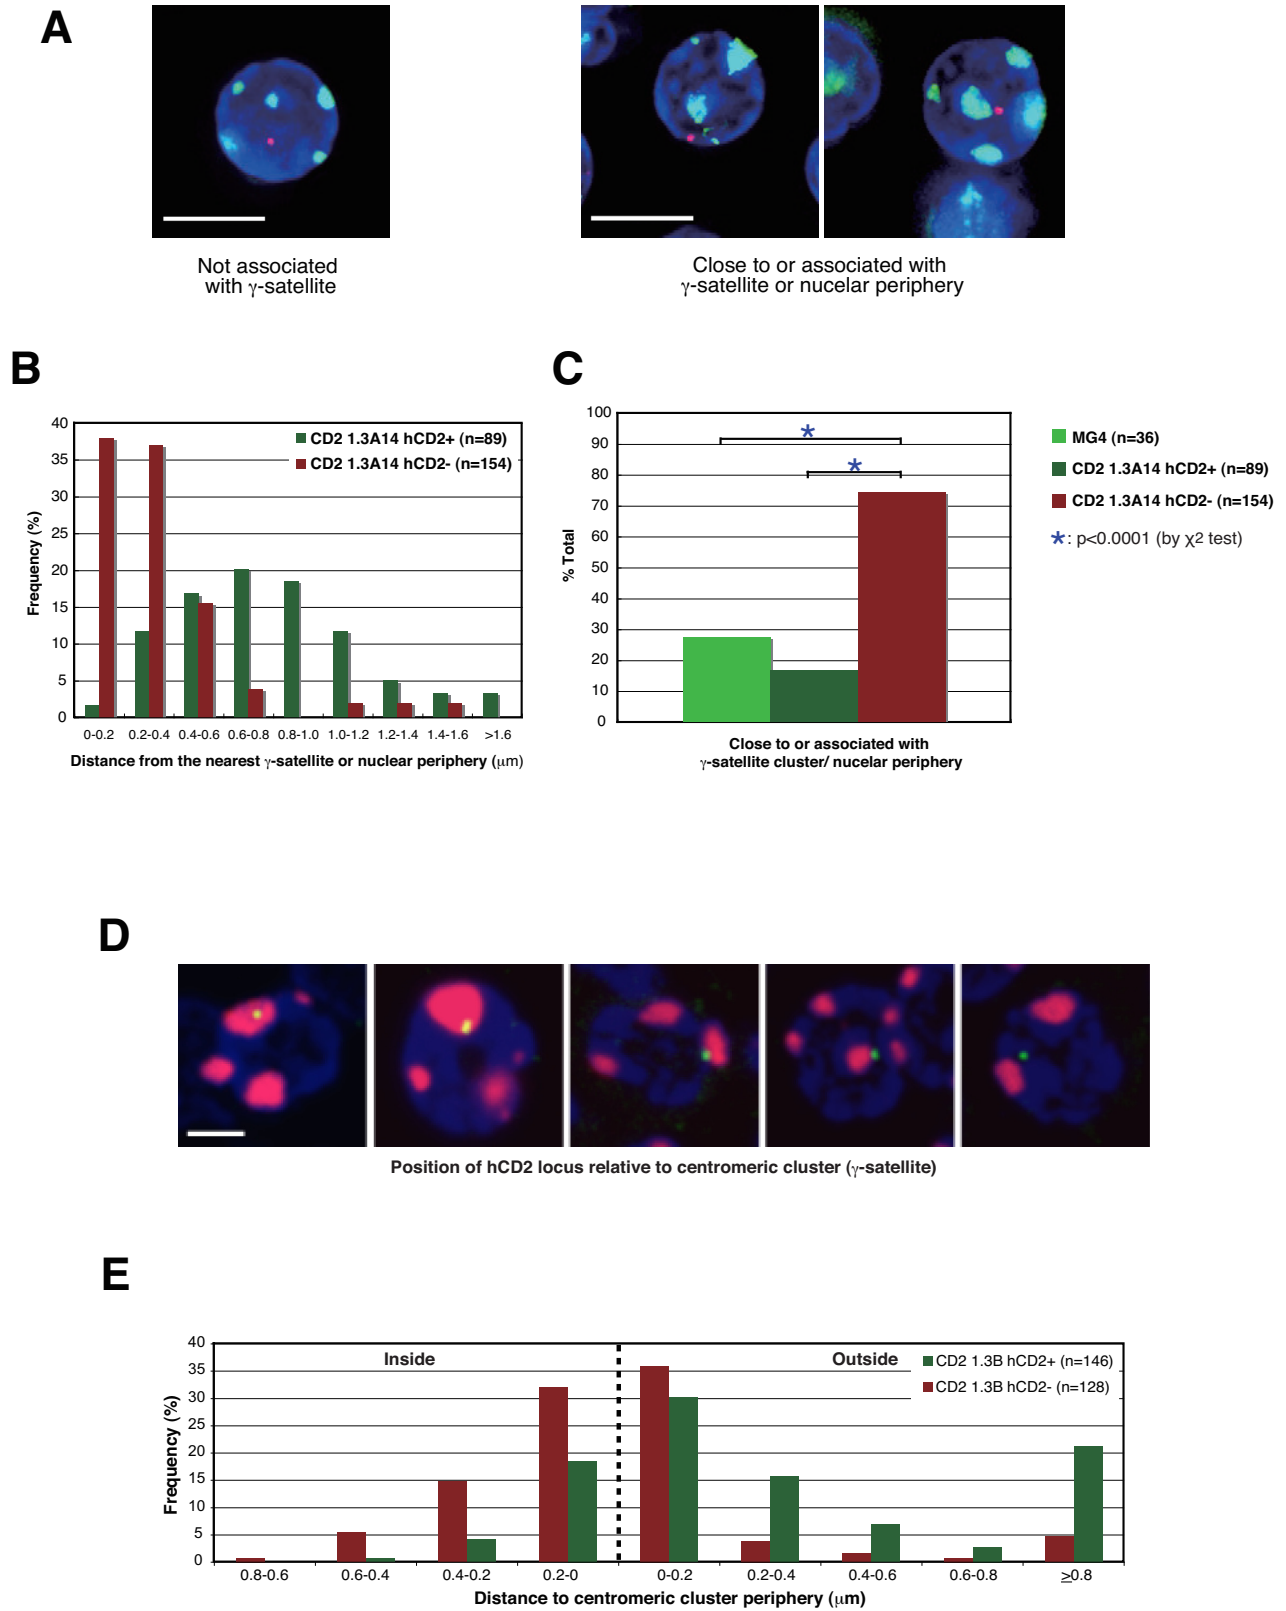 A
Not associated
with γ-satellite
Close to or associated with
γ-satellite or nucelar periphery
B
Frequency (%)
40
35
30
25
20
15
10
5
0
CD2 1.3A14 hCD2+ (n=89)
CD2 1.3A14 hCD2- (n=154)
0-0.2 0.2-0.4 0.4-0.6 0.6-0.8 0.8-1.0 1.0-1.2 1.2-1.4 1.4-1.6 >1.6
Distance from the nearest γ-satellite or nuclear periphery (μm)
C
% Total
100
90
80
70
60
50
40
30
20
10
0
*
*
Close to or associated with
γ-satellite cluster/ nucelar periphery
MG4 (n=36)
CD2 1.3A14 hCD2+ (n=89)
CD2 1.3A14 hCD2- (n=154)
*: p<0.0001 (by χ2 test)
D
Position of hCD2 locus relative to centromeric cluster (γ-satellite)
E
Frequency (%)
40
35
30
25
20
15
10
5
0
Inside
Outside
CD2 1.3B hCD2+ (n=146)
CD2 1.3B hCD2- (n=128)
0.8-0.6 0.6-0.4 0.4-0.2 0.2-0 0-0.2 0.2-0.4 0.4-0.6 0.6-0.8 ≥0.8
Distance to centromeric cluster periphery (μm)